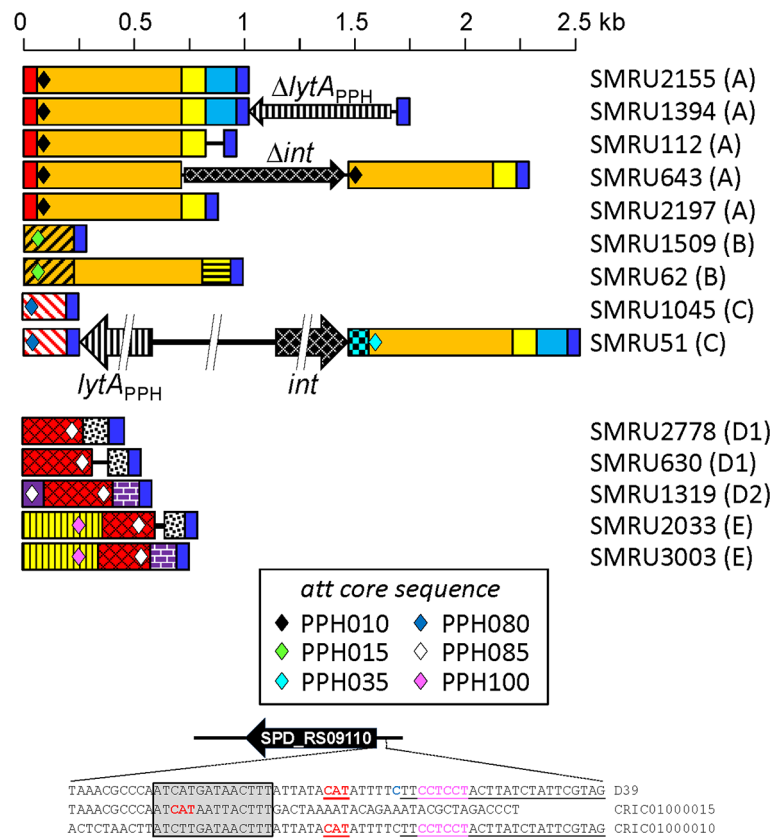 0 0.5 1 1.5 2 2.5 kb
SMRU2155 (A)
ΔlytAPPH
SMRU1394 (A)
SMRU112 (A)
Δint
SMRU643 (A)
SMRU2197 (A)
SMRU1509 (B)
SMRU62 (B)
SMRU1045 (C)
SMRU51 (C)
lytAPPH int
SMRU2778 (D1)
SMRU630 (D1)
SMRU1319 (D2)
SMRU2033 (E)
SMRU3003 (E)
att core sequence
PPH010 PPH080
PPH015 PPH085
PPH035 PPH100
SPD_RS09110
TAAACGCCCAATCATGATAACTTTATTATACATATTTTCTTCCTCCTACTTATCTATTCGTAG D39
TAAACGCCCAATCATAATTACTTTGACTAAATACAGAAATACGCTAGACCCT CRIC01000015
ACTCTAACTTATCTTGATAACTTTATTATACATATTTTCTTCCTCCTACTTATCTATTCGTAG CRIC01000010